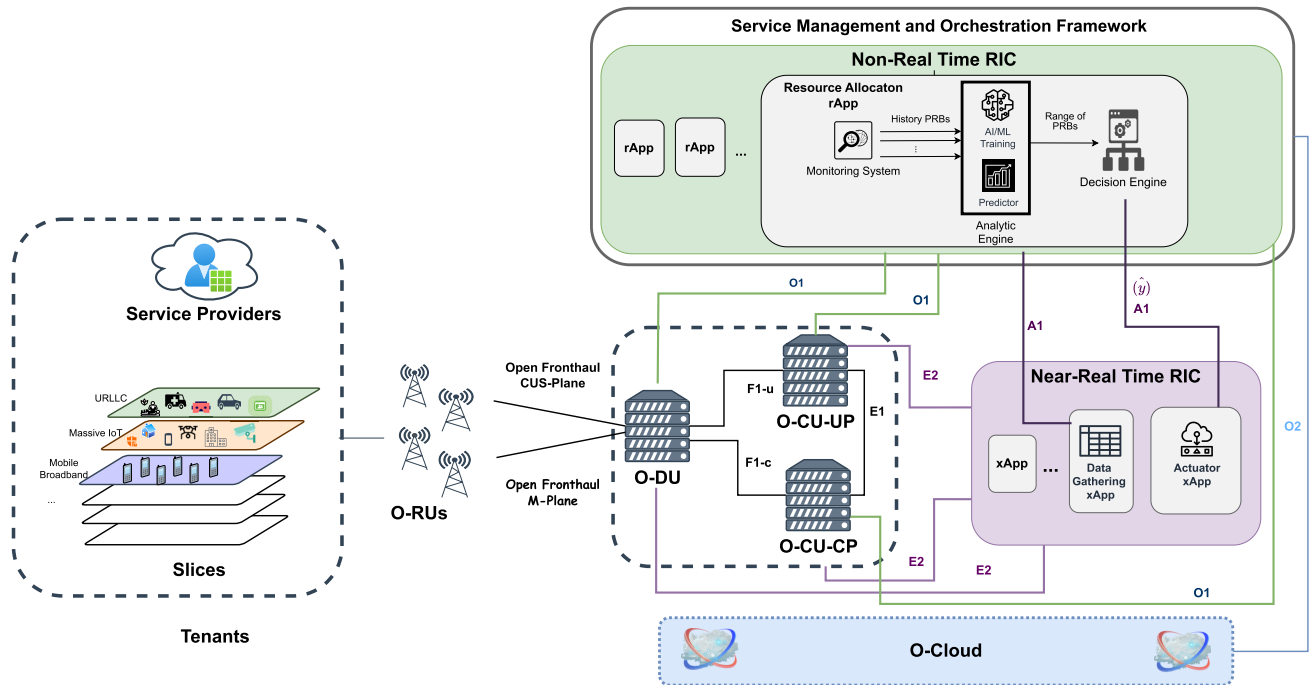 Service Management and Orchestration Framework
Non-Real Time RIC
Resource Allocaton
rApp
rApp
rApp
...
History PRBs
⋮
Monitoring System
AI/ML
Training
Predictor
Analytic
Engine
Range of
PRBs
Decision Engine
Service Providers
URLLC
Massive IoT
Mobile
Broadband
...
Slices
Tenants
O-RUs
Open Fronthaul
CUS-Plane
Open Fronthaul
M-Plane
O-DU
F1-u
F1-c
O-CU-UP
E1
O-CU-CP
O1
O1
A1
(ŷ)
A1
E2
E2
E2
O1
O2
Near-Real Time RIC
xApp
...
Data
Gathering
xApp
Actuator
xApp
O-Cloud